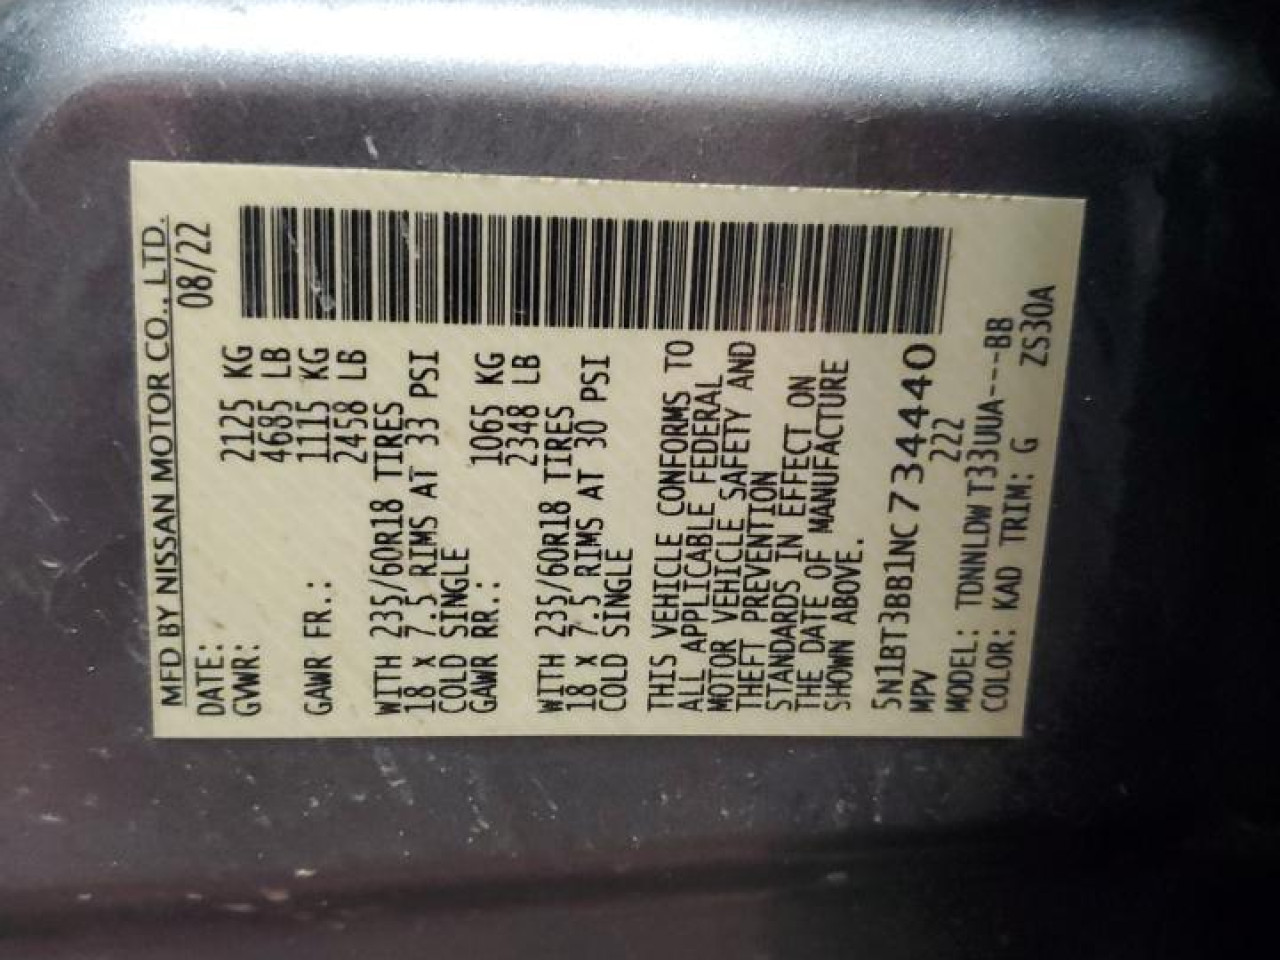 MFD BY NISSAN MOTOR CO., LTD.
DATE: 08/22
GVWR: 2125 KG
4685 LB
GAWR FR.: 1115 KG
2458 LB
WITH 235/60R18 TIRES
18 x 7.5 RIMS AT 33 PSI
COLD SINGLE
GAWR RR.: 1065 KG
2348 LB
WITH 235/60R18 TIRES
18 x 7.5 RIMS AT 30 PSI
COLD SINGLE
THIS VEHICLE CONFORMS TO
ALL APPLICABLE FEDERAL
MOTOR VEHICLE SAFETY AND
THEFT PREVENTION
STANDARDS IN EFFECT ON
THE DATE OF MANUFACTURE
SHOWN ABOVE.
5N1BT3BB1NC734440
MPV 222
MODEL: TDNNLDW T33UUA---BB
COLOR: KAD TRIM: G ZS30A